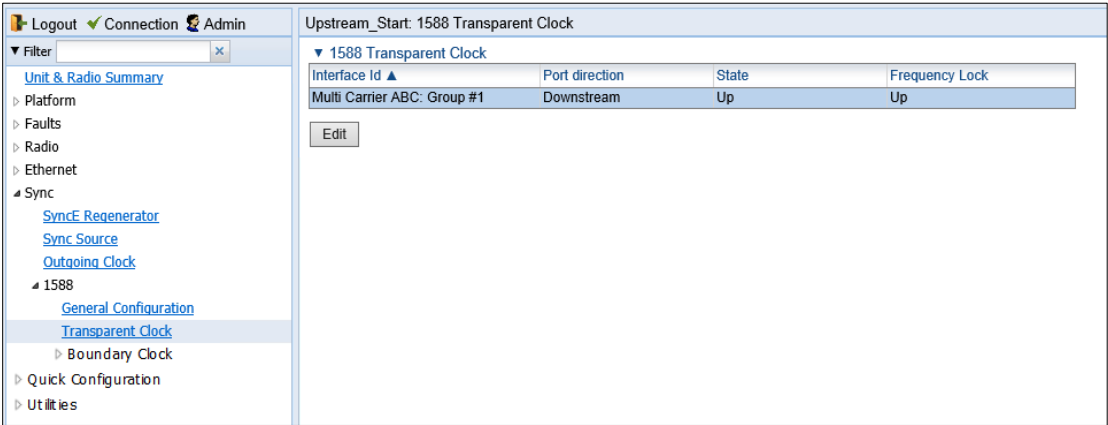 Logout Connection Admin
Filter
Unit & Radio Summary
Platform
Faults
Radio
Ethernet
Sync
SyncE Regenerator
Sync Source
Outgoing Clock
1588
General Configuration
Transparent Clock
Boundary Clock
Quick Configuration
Utilities
Upstream_Start: 1588 Transparent Clock
▼ 1588 Transparent Clock
Interface Id ▲ Port direction State Frequency Lock
Multi Carrier ABC: Group #1 Downstream Up Up
Edit